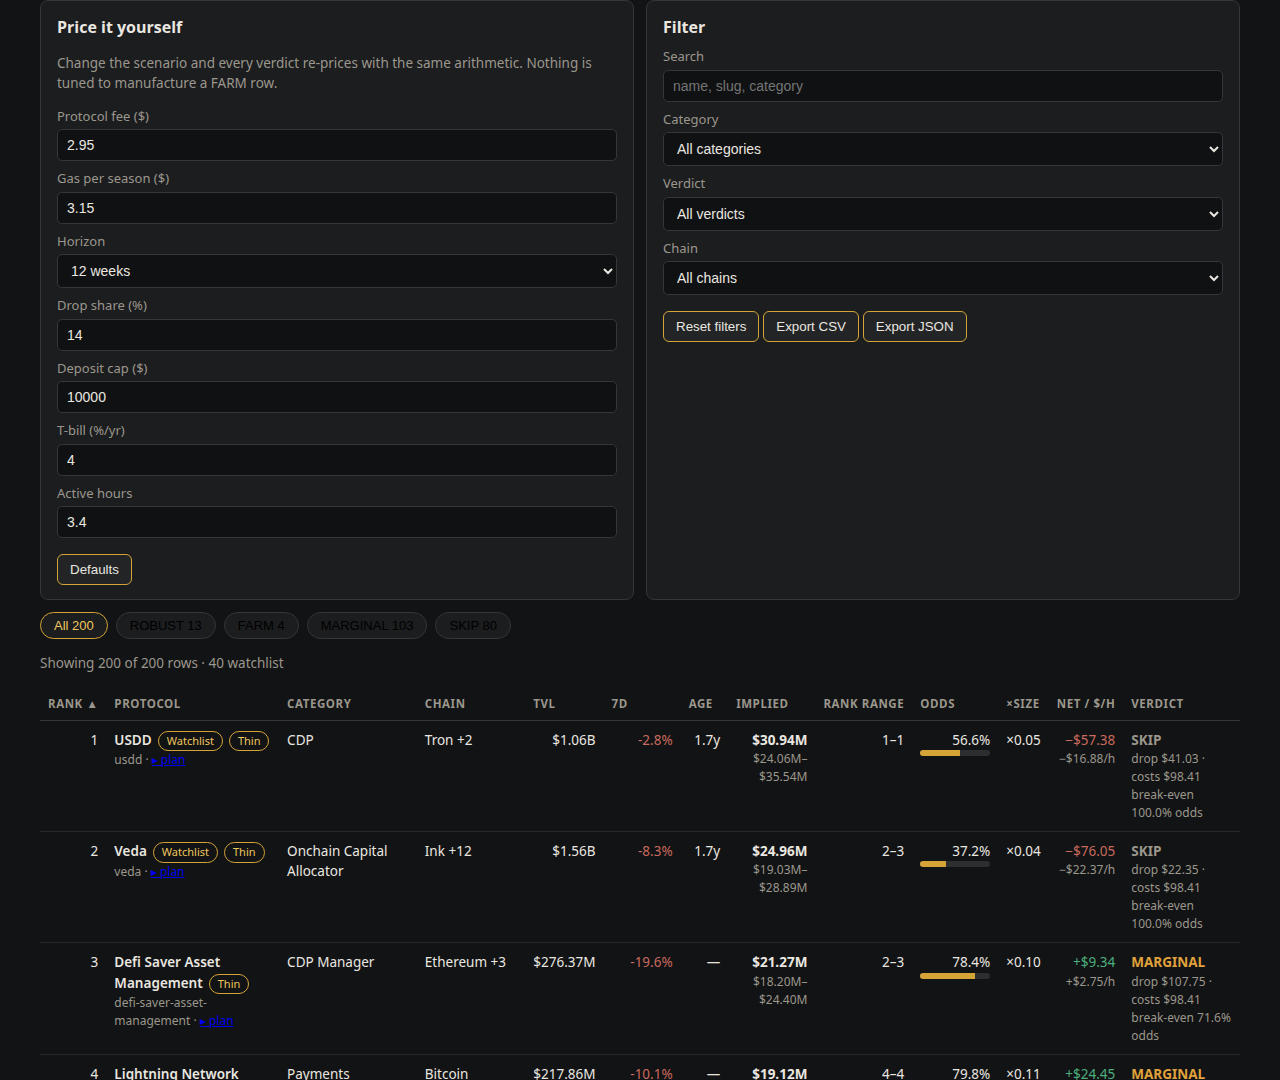 Price it yourself
Change the scenario and every verdict re-prices with the same arithmetic. Nothing is
tuned to manufacture a FARM row.
Protocol fee ($)
2.95
Gas per season ($)
3.15
Horizon
12 weeks
Drop share (%)
14
Deposit cap ($)
10000
T-bill (%/yr)
4
Active hours
3.4
Defaults
Filter
Search
name, slug, category
Category
All categories
Verdict
All verdicts
Chain
All chains
Reset filters Export CSV Export JSON
All 200 ROBUST 13 FARM 4 MARGINAL 103 SKIP 80
Showing 200 of 200 rows · 40 watchlist
RANK ▲ PROTOCOL CATEGORY CHAIN TVL 7D AGE IMPLIED RANK RANGE ODDS ×SIZE NET / $/H VERDICT
1 USDD Watchlist Thin CDP Tron +2 $1.06B -2.8% 1.7y $30.94M 1–1 56.6% ×0.05 −$57.38 SKIP
usdd · ▸ plan $24.06M– −$16.88/h drop $41.03 ·
$35.54M costs $98.41
break-even
100.0% odds
2 Veda Watchlist Thin Onchain Capital Ink +12 $1.56B -8.3% 1.7y $24.96M 2–3 37.2% ×0.04 −$76.05 SKIP
veda · ▸ plan Allocator $19.03M– −$22.37/h drop $22.35 ·
$28.89M costs $98.41
break-even
100.0% odds
3 Defi Saver Asset CDP Manager Ethereum +3 $276.37M -19.6% — $21.27M 2–3 78.4% ×0.10 +$9.34 MARGINAL
Management Thin $18.20M– +$2.75/h drop $107.75 ·
defi-saver-asset- $24.40M costs $98.41
management · ▸ plan break-even 71.6%
odds
4 Lightning Network Payments Bitcoin $217.86M -10.1% — $19.12M 4–4 79.8% ×0.11 +$24.45 MARGINAL